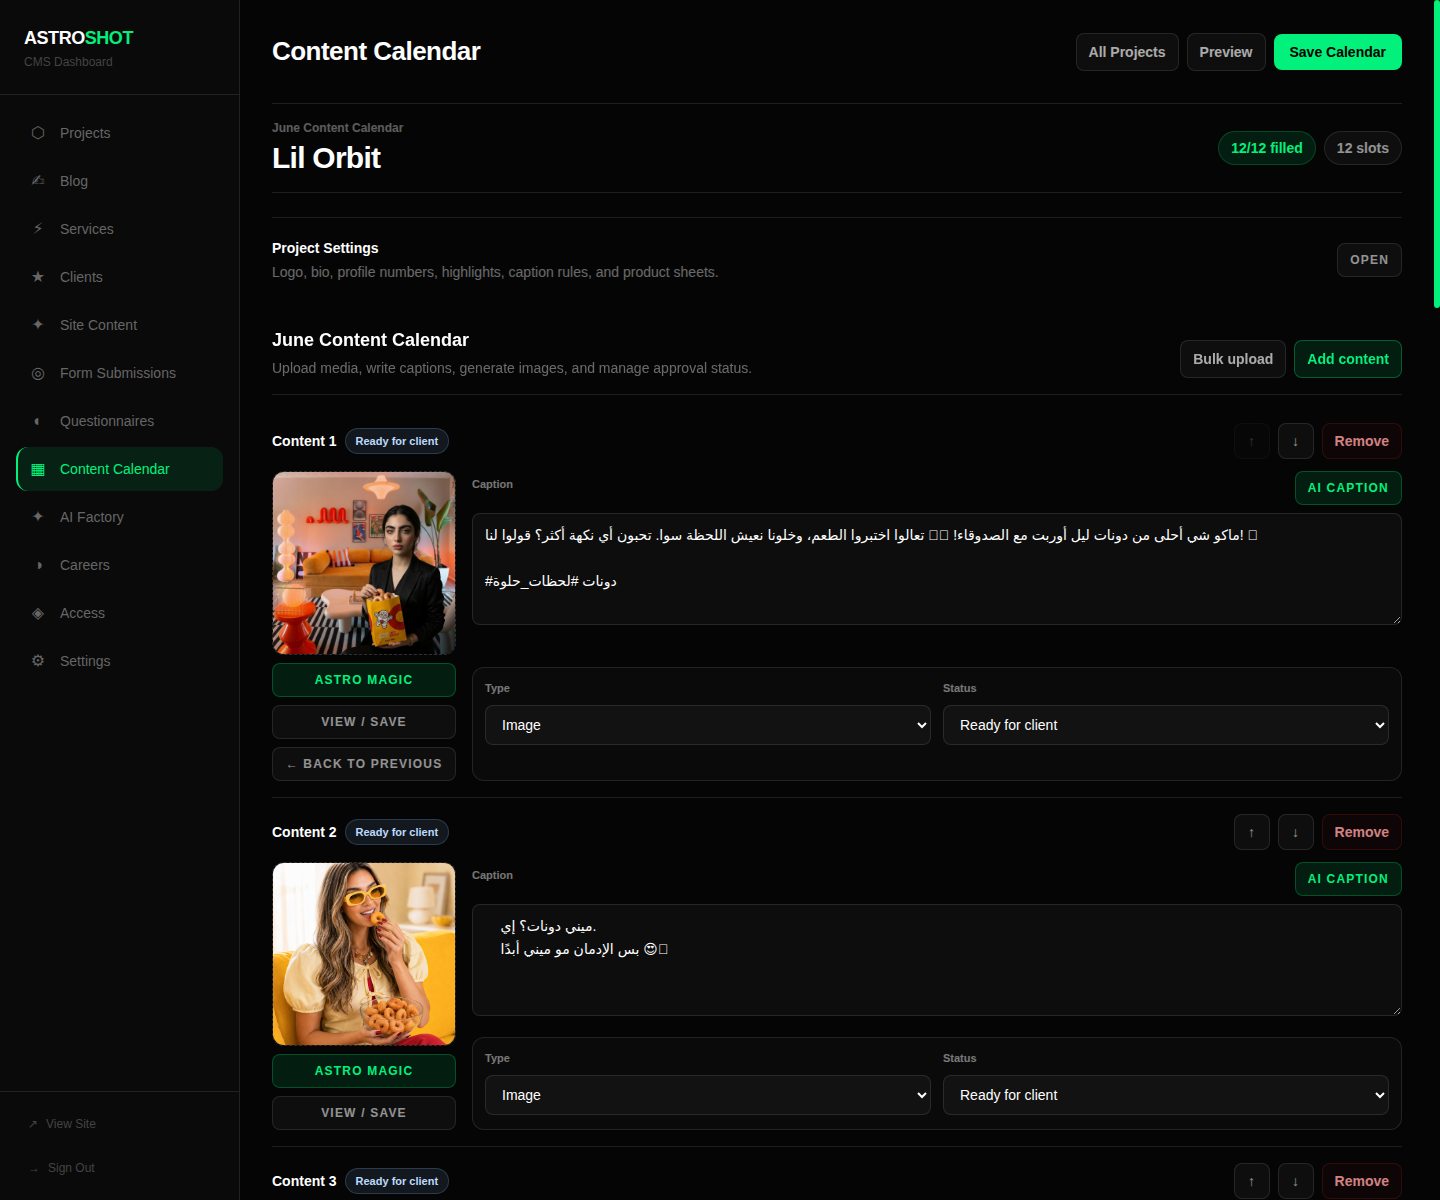 ASTROSHOT
CMS Dashboard
Projects
Blog
Services
Clients
Site Content
Form Submissions
Questionnaires
Content Calendar
AI Factory
Careers
Access
Settings
↗ View Site
→ Sign Out
Content Calendar
All Projects
Preview
Save Calendar
June Content Calendar
Lil Orbit
12/12 filled
12 slots
Project Settings
Logo, bio, profile numbers, highlights, caption rules, and product sheets.
OPEN
June Content Calendar
Upload media, write captions, generate images, and manage approval status.
Bulk upload
Add content
Content 1
Ready for client
↑
↓
Remove
Caption
AI CAPTION
ماكو شي أحلى من دونات ليل أوربت مع الصدوقاء! تعالوا اختبروا الطعم، وخلونا نعيش اللحظة سوا. تحبون أي نكهة أكثر؟ قولوا لنا!
#دونات #لحظات_حلوة
ASTRO MAGIC
VIEW / SAVE
← BACK TO PREVIOUS
Type
Image
Status
Ready for client
Content 2
Ready for client
↑
↓
Remove
Caption
AI CAPTION
ميني دونات؟ إي.
بس الإدمان مو ميني أبدًا 😍
ASTRO MAGIC
VIEW / SAVE
Type
Image
Status
Ready for client
Content 3
Ready for client
↑
↓
Remove